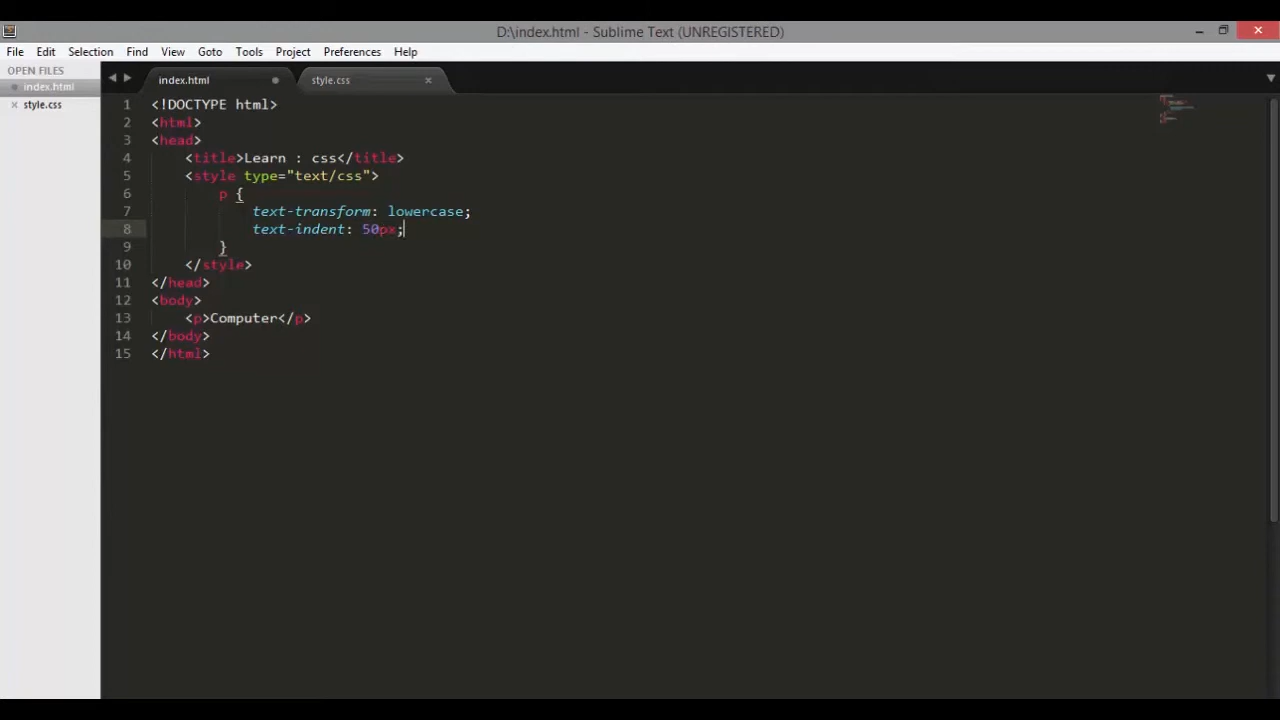 D:\index.html - Sublime Text (UNREGISTERED)
File Edit Selection Find View Goto Tools Project Preferences Help
OPEN FILES
index.html
style.css
index.html style.css
1 <!DOCTYPE html>
2 <html>
3 <head>
4 <title>Learn : css</title>
5 <style type="text/css">
6 p {
7 text-transform: lowercase;
8 text-indent: 50px;
9 }
10 </style>
11 </head>
12 <body>
13 <p>Computer</p>
14 </body>
15 </html>